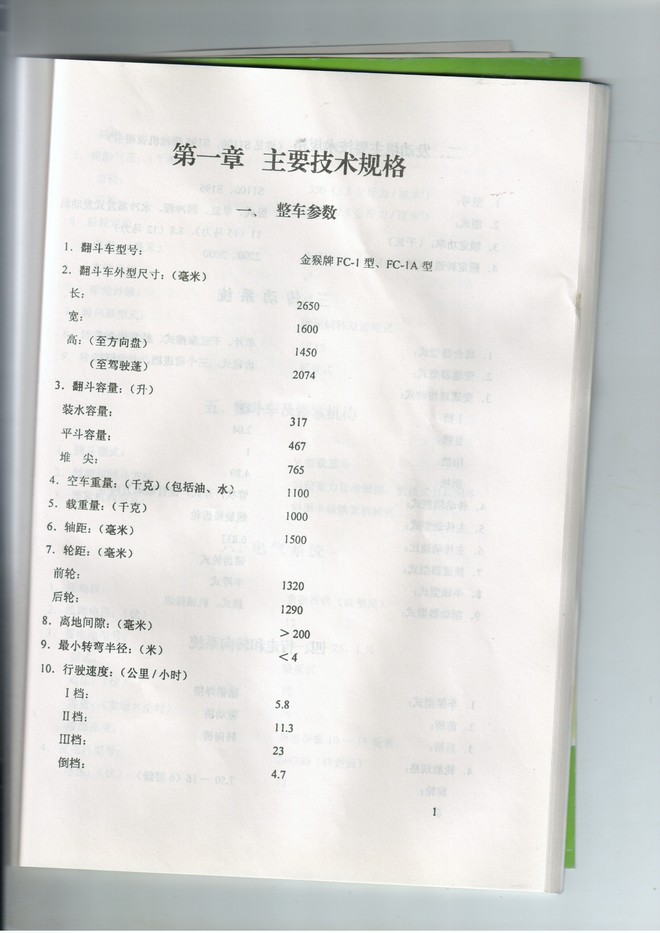 第一章 主要技术规格
一、 整车参数
1．翻斗车型号： 金猴牌 FC-1 型、FC-1A 型
2．翻斗车外型尺寸：（毫米）
长： 2650
宽： 1600
高：（至方向盘） 1450
（至驾驶蓬） 2074
3．翻斗容量：（升）
装水容量： 317
平斗容量： 467
堆 尖： 765
4．空车重量：（千克）（包括油、水） 1100
5．载重量：（千克） 1000
6．轴距：（毫米） 1500
7．轮距：（毫米）
前轮： 1320
后轮： 1290
8．离地间隙：（毫米） ＞200
9．最小转弯半径：（米） ＜4
10．行驶速度：（公里/小时）
Ⅰ档： 5.8
Ⅱ档： 11.3
Ⅲ档： 23
倒档： 4.7
1